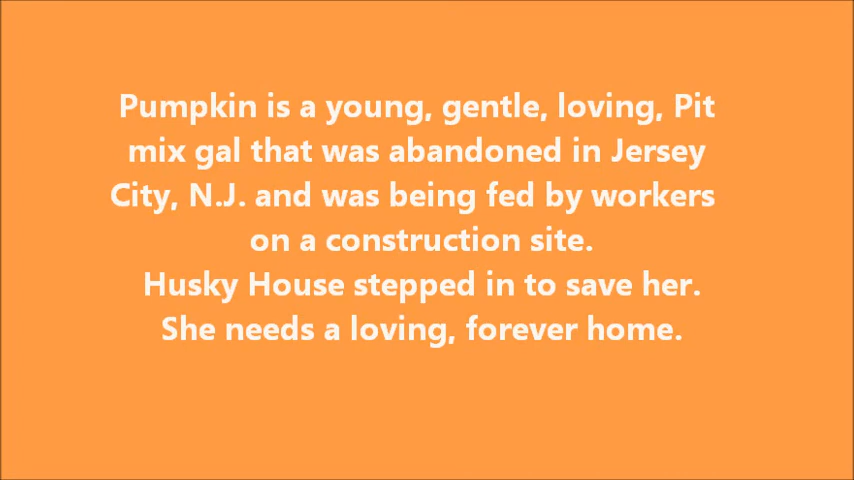 Pumpkin is a young, gentle, loving, Pit
mix gal that was abandoned in Jersey
City, N.J. and was being fed by workers
on a construction site.
Husky House stepped in to save her.
She needs a loving, forever home.